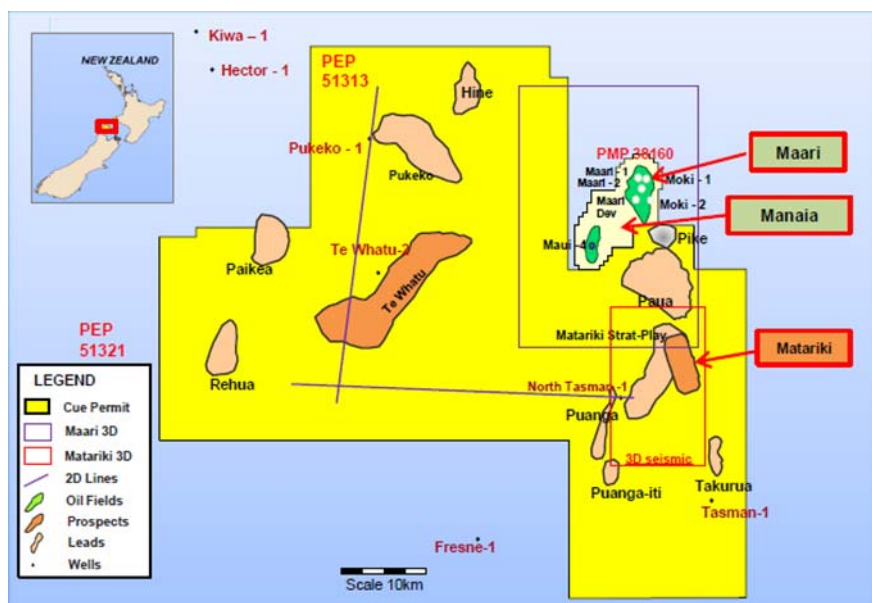 NEW ZEALAND
Kiwa – 1
Hector - 1
PEP
51313
Hine
Pukeko - 1
Pukeko
PMP 38160
Maari
Maari - 1
Maari - 2
Moki - 1
Maari
Dev
Moki - 2
Manaia
Maui - 4
Pike
Te Whatu-2
Paikea
Te Whatu
Paua
PEP
51321
Matariki Strat-Play
Matariki
Rehua
North Tasman-1
Puanga
3D seismic
Puanga-iti
Takurua
Tasman-1
Fresne-1
Scale 10km
LEGEND
Cue Permit
Maari 3D
Matariki 3D
2D Lines
Oil Fields
Prospects
Leads
Wells